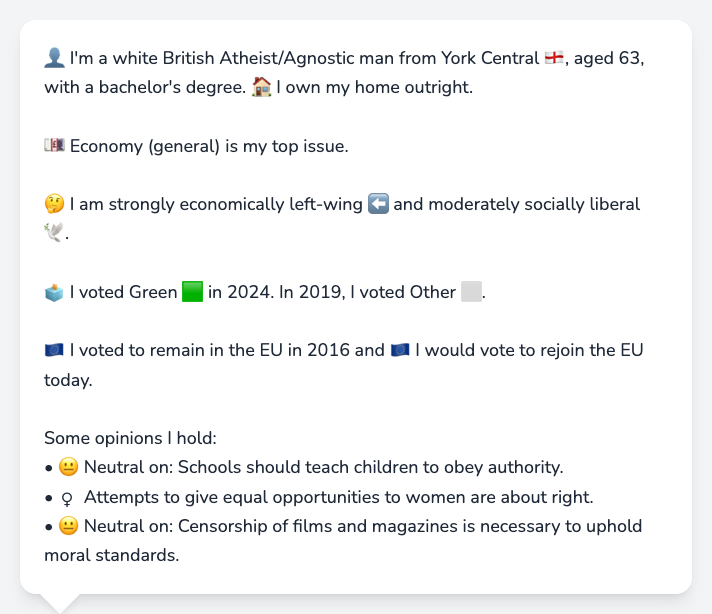 👤 I'm a white British Atheist/Agnostic man from York Central 🏴󠁧󠁢󠁥󠁮󠁧󠁿, aged 63,
with a bachelor's degree. 🏠 I own my home outright.
💷 Economy (general) is my top issue.
🤔 I am strongly economically left-wing ⬅️ and moderately socially liberal
🕊️.
🗳️ I voted Green 🟩 in 2024. In 2019, I voted Other ⬜.
🇪🇺 I voted to remain in the EU in 2016 and 🇪🇺 I would vote to rejoin the EU
today.
Some opinions I hold:
• 😐 Neutral on: Schools should teach children to obey authority.
• ♀ Attempts to give equal opportunities to women are about right.
• 😐 Neutral on: Censorship of films and magazines is necessary to uphold
moral standards.